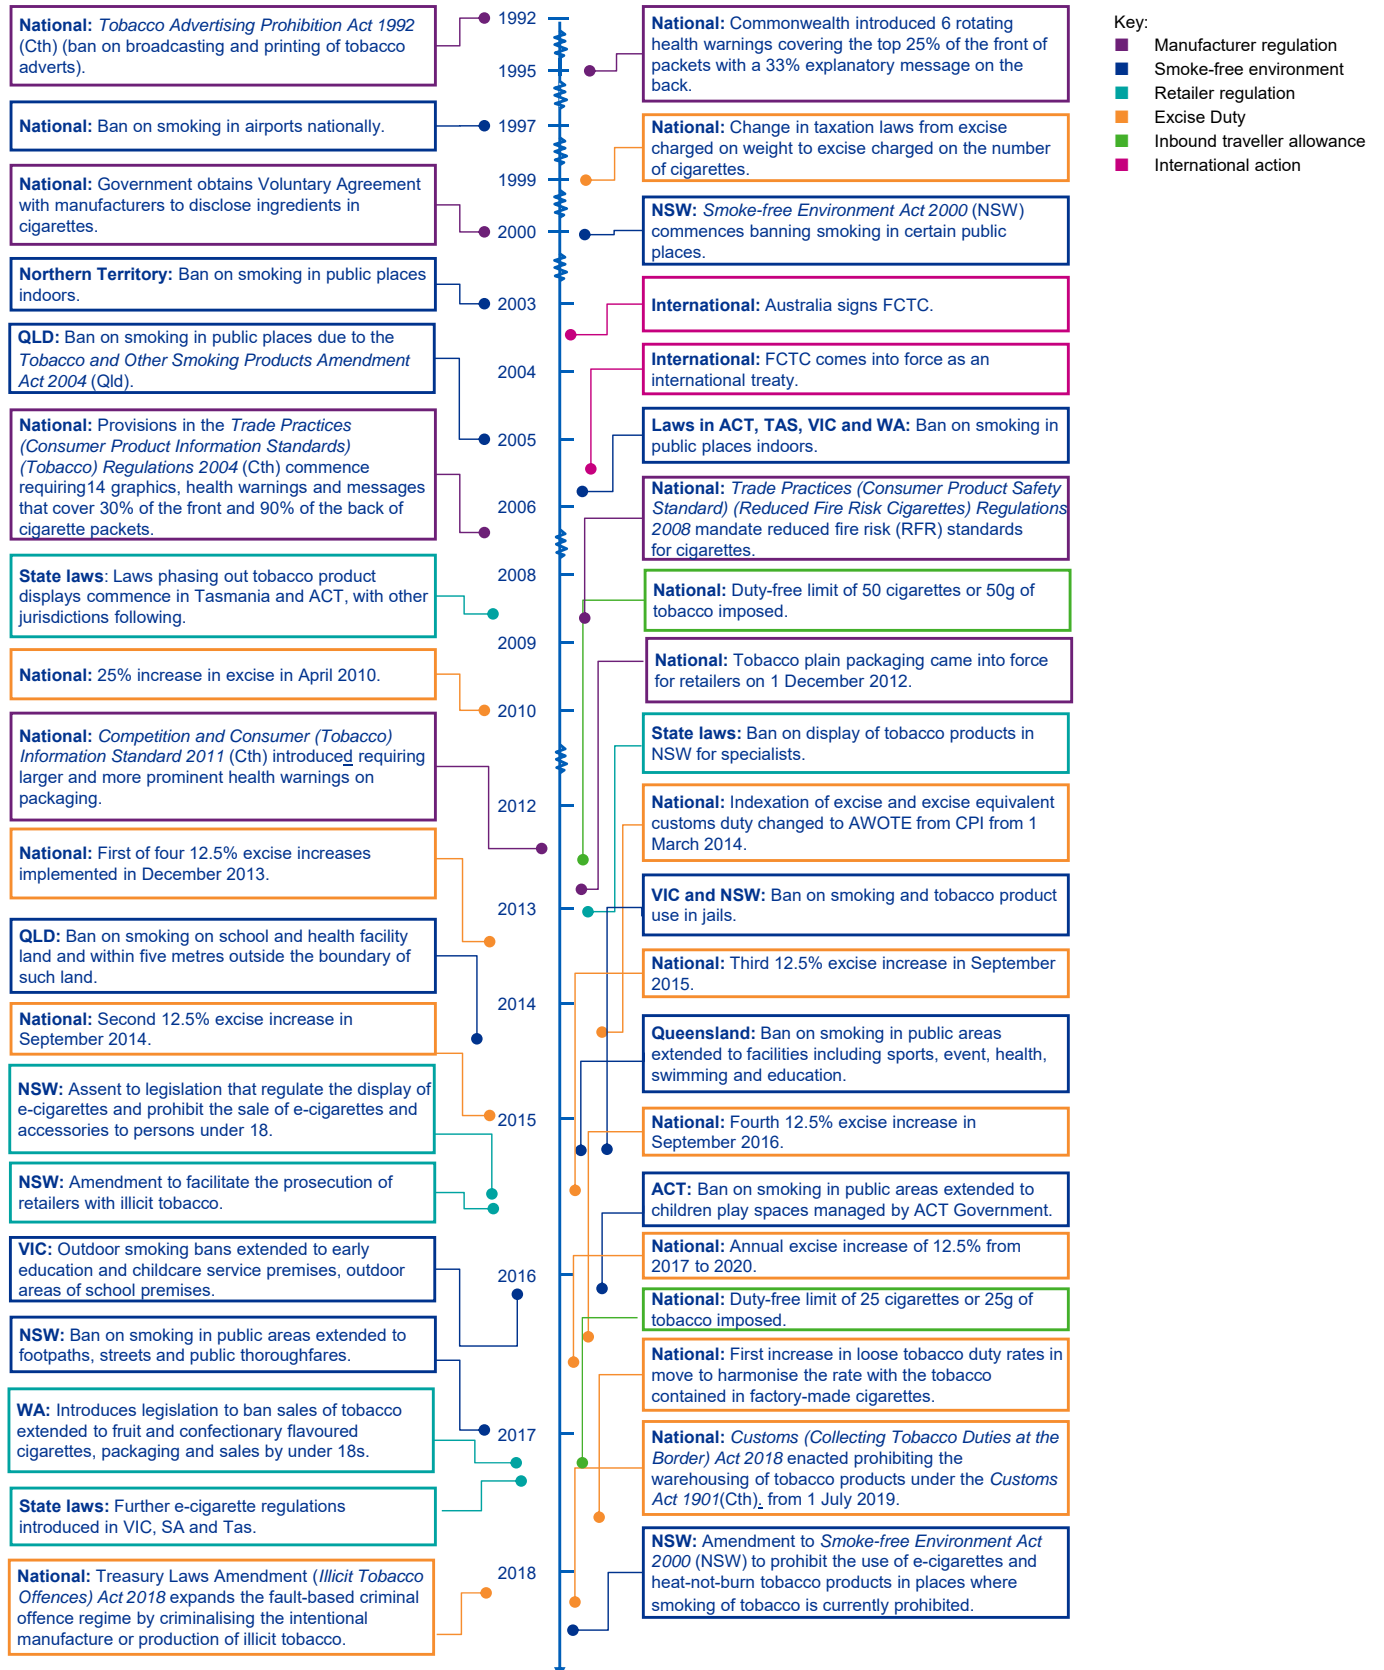 National: Tobacco Advertising Prohibition Act 1992
(Cth) (ban on broadcasting and printing of tobacco
adverts).
National: Ban on smoking in airports nationally.
National: Government obtains Voluntary Agreement
with manufacturers to disclose ingredients in
cigarettes.
Northern Territory: Ban on smoking in public places
indoors.
QLD: Ban on smoking in public places due to the
Tobacco and Other Smoking Products Amendment
Act 2004 (Qld).
National: Provisions in the Trade Practices
(Consumer Product Information Standards)
(Tobacco) Regulations 2004 (Cth) commence
requiring14 graphics, health warnings and messages
that cover 30% of the front and 90% of the back of
cigarette packets.
State laws: Laws phasing out tobacco product
displays commence in Tasmania and ACT, with other
jurisdictions following.
National: 25% increase in excise in April 2010.
National: Competition and Consumer (Tobacco)
Information Standard 2011 (Cth) introduced requiring
larger and more prominent health warnings on
packaging.
National: First of four 12.5% excise increases
implemented in December 2013.
QLD: Ban on smoking on school and health facility
land and within five metres outside the boundary of
such land.
National: Second 12.5% excise increase in
September 2014.
NSW: Assent to legislation that regulate the display of
e-cigarettes and prohibit the sale of e-cigarettes and
accessories to persons under 18.
NSW: Amendment to facilitate the prosecution of
retailers with illicit tobacco.
VIC: Outdoor smoking bans extended to early
education and childcare service premises, outdoor
areas of school premises.
NSW: Ban on smoking in public areas extended to
footpaths, streets and public thoroughfares.
WA: Introduces legislation to ban sales of tobacco
extended to fruit and confectionary flavoured
cigarettes, packaging and sales by under 18s.
State laws: Further e-cigarette regulations
introduced in VIC, SA and Tas.
National: Treasury Laws Amendment (Illicit Tobacco
Offences) Act 2018 expands the fault-based criminal
offence regime by criminalising the intentional
manufacture or production of illicit tobacco.
1992
1995
1997
1999
2000
2003
2004
2005
2006
2008
2009
2010
2012
2013
2014
2015
2016
2017
2018
National: Commonwealth introduced 6 rotating
health warnings covering the top 25% of the front of
packets with a 33% explanatory message on the
back.
National: Change in taxation laws from excise
charged on weight to excise charged on the number
of cigarettes.
NSW: Smoke-free Environment Act 2000 (NSW)
commences banning smoking in certain public
places.
International: Australia signs FCTC.
International: FCTC comes into force as an
international treaty.
Laws in ACT, TAS, VIC and WA: Ban on smoking in
public places indoors.
National: Trade Practices (Consumer Product Safety
Standard) (Reduced Fire Risk Cigarettes) Regulations
2008 mandate reduced fire risk (RFR) standards
for cigarettes.
National: Duty-free limit of 50 cigarettes or 50g of
tobacco imposed.
National: Tobacco plain packaging came into force
for retailers on 1 December 2012.
State laws: Ban on display of tobacco products in
NSW for specialists.
National: Indexation of excise and excise equivalent
customs duty changed to AWOTE from CPI from 1
March 2014.
VIC and NSW: Ban on smoking and tobacco product
use in jails.
National: Third 12.5% excise increase in September
2015.
Queensland: Ban on smoking in public areas
extended to facilities including sports, event, health,
swimming and education.
National: Fourth 12.5% excise increase in
September 2016.
ACT: Ban on smoking in public areas extended to
children play spaces managed by ACT Government.
National: Annual excise increase of 12.5% from
2017 to 2020.
National: Duty-free limit of 25 cigarettes or 25g of
tobacco imposed.
National: First increase in loose tobacco duty rates in
move to harmonise the rate with the tobacco
contained in factory-made cigarettes.
National: Customs (Collecting Tobacco Duties at the
Border) Act 2018 enacted prohibiting the
warehousing of tobacco products under the Customs
Act 1901(Cth). from 1 July 2019.
NSW: Amendment to Smoke-free Environment Act
2000 (NSW) to prohibit the use of e-cigarettes and
heat-not-burn tobacco products in places where
smoking of tobacco is currently prohibited.
Key:
Manufacturer regulation
Smoke-free environment
Retailer regulation
Excise Duty
Inbound traveller allowance
International action